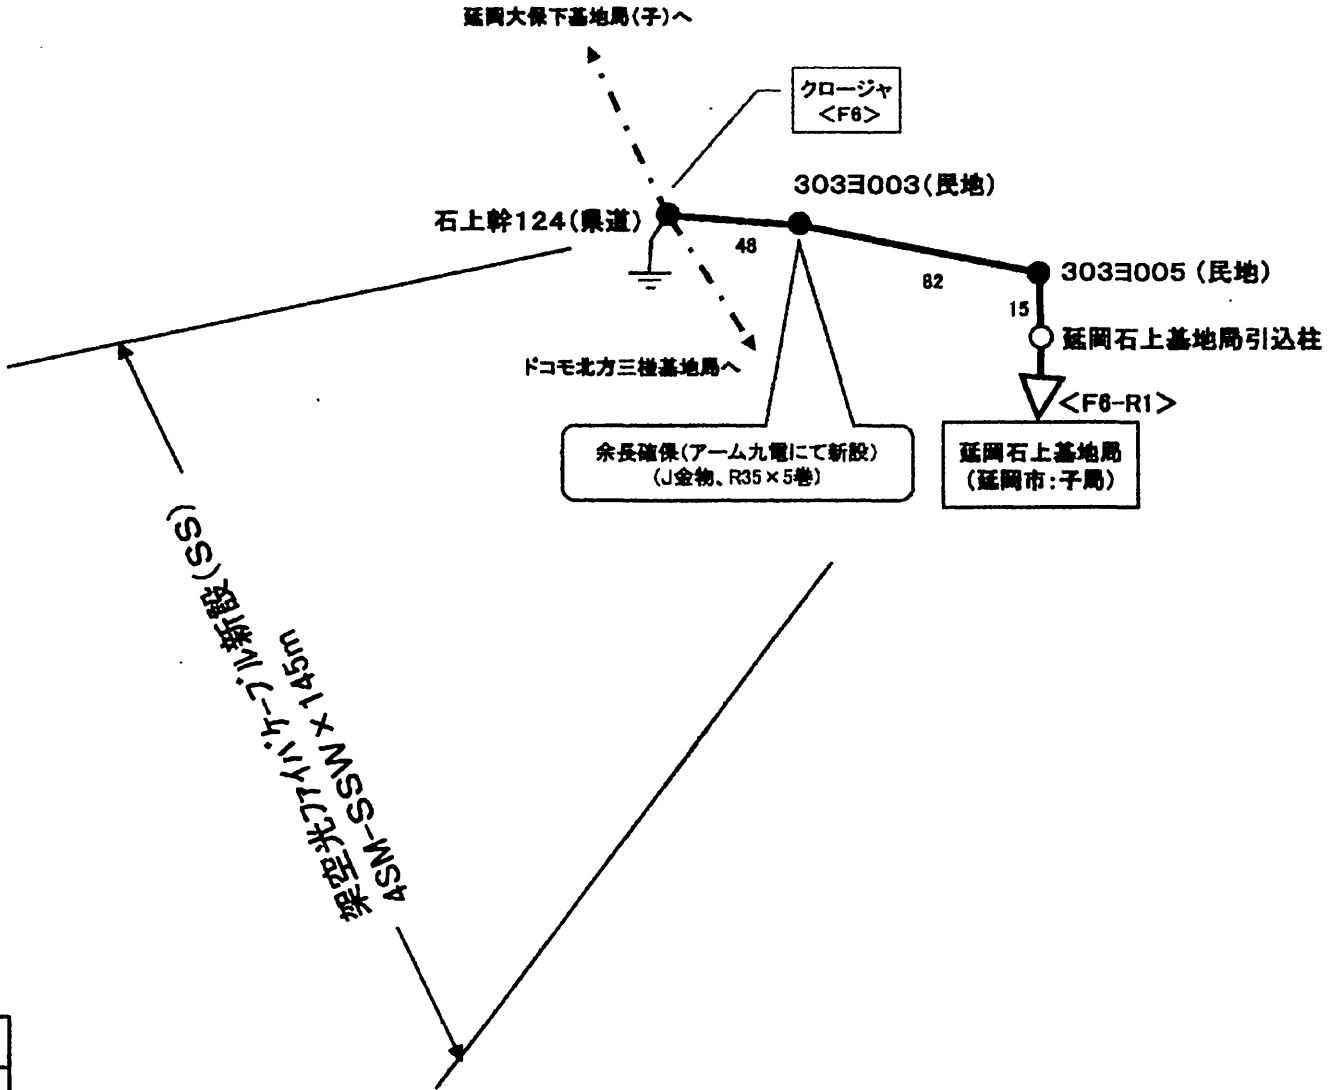 延岡大保下基地局(子)へ
クロージャ
<F6>
303ヨ003(民地)
石上幹124(県道)
48
82
303ヨ005 (民地)
15
延岡石上基地局引込柱
ドコモ北方三椪基地局へ
<F6-R1>
余長確保(アーム九電にて新設)
(J金物、R35×5巻)
延岡石上基地局
(延岡市:子局)
架空光ファイバケーブル新設(SS)
4SM-SSW×145m